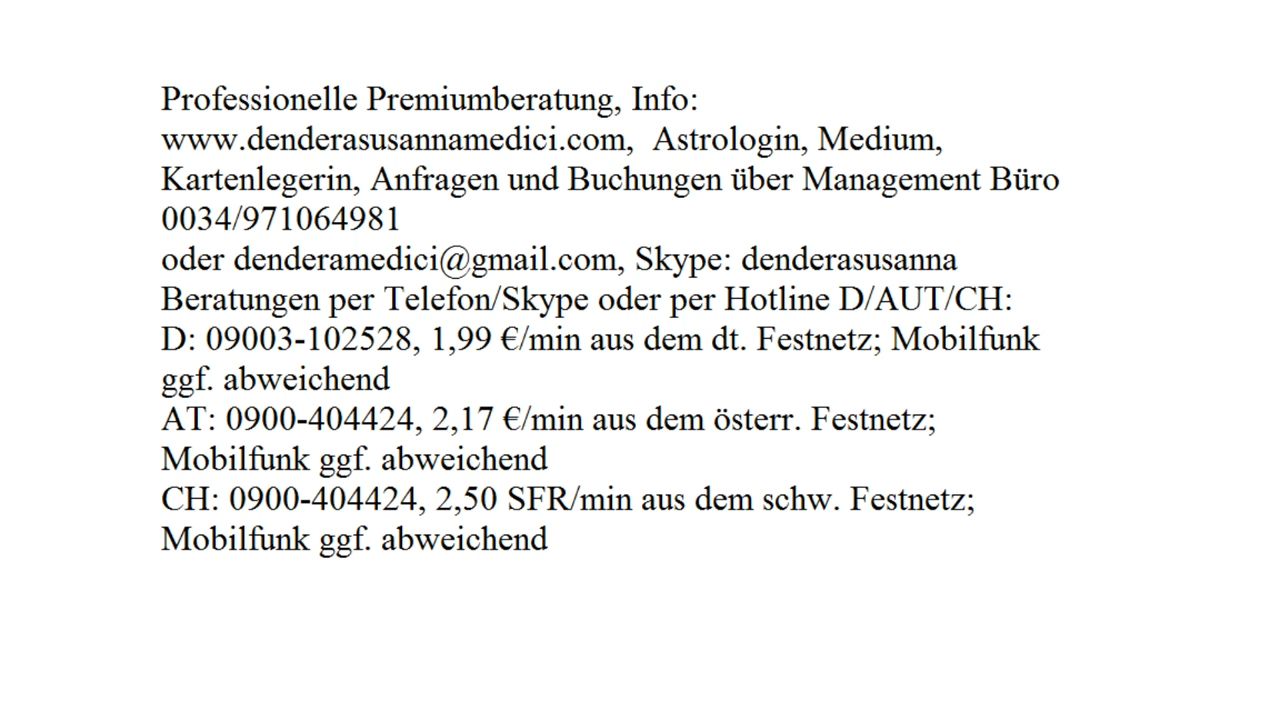 Professionelle Premiumberatung, Info:
www.denderasusannamedici.com,  Astrologin, Medium,
Kartenlegerin, Anfragen und Buchungen über Management Büro
0034/971064981
oder denderamedici@gmail.com, Skype: denderasusanna
Beratungen per Telefon/Skype oder per Hotline D/AUT/CH:
D: 09003-102528, 1,99 €/min aus dem dt. Festnetz; Mobilfunk
ggf. abweichend
AT: 0900-404424, 2,17 €/min aus dem österr. Festnetz;
Mobilfunk ggf. abweichend
CH: 0900-404424, 2,50 SFR/min aus dem schw. Festnetz;
Mobilfunk ggf. abweichend